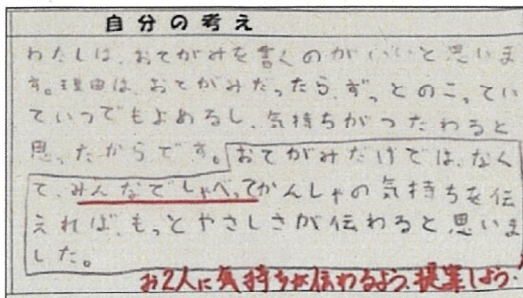 自分の考え
わたしは、おてがみを書くのがいいと思いま
す。理由は、おてがみだったら、ずっとのこってい
ていつでもよめるし、気持ちがつたわると
思ったからです。おてがみだけではなく
て、みんなでしゃべってかんしゃの気持ちを伝
えれば、もっとやさしさが伝わると思いま
した。
お2人に気持ちが伝わるよう、提案しよう。